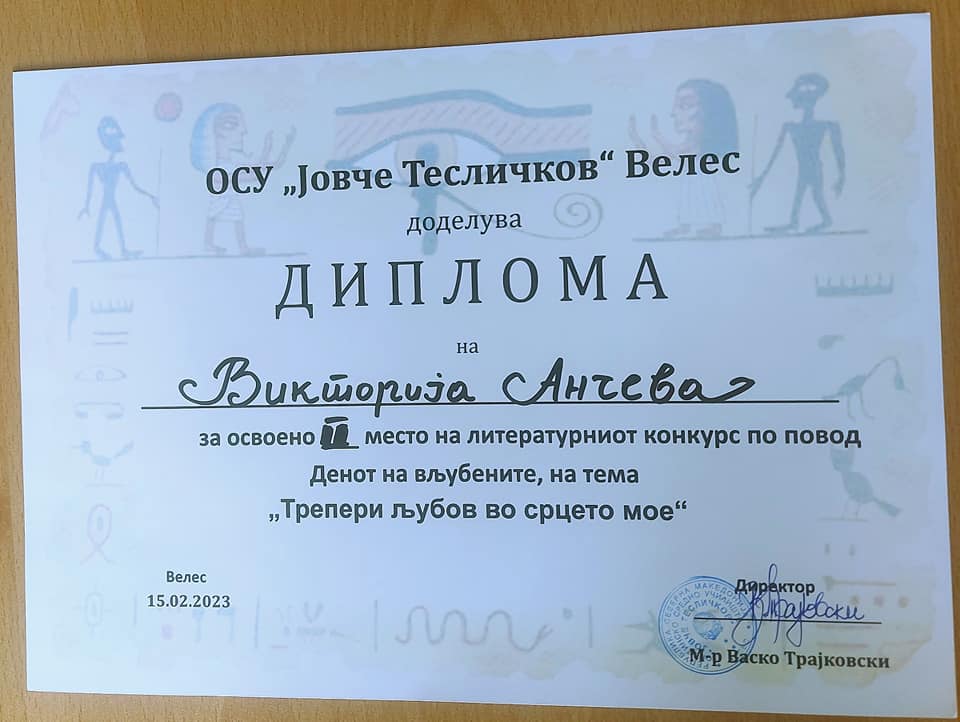 ОСУ „Јовче Тесличков“ Велес
доделува
ДИПЛОМА
на
Викторија Анчева
за освоено место на литературниот конкурс по повод
Денот на вљубените, на тема
„Трепери љубов во срцето мое“
Велес
15.02.2023
Директор
М-р Васко Трајковски